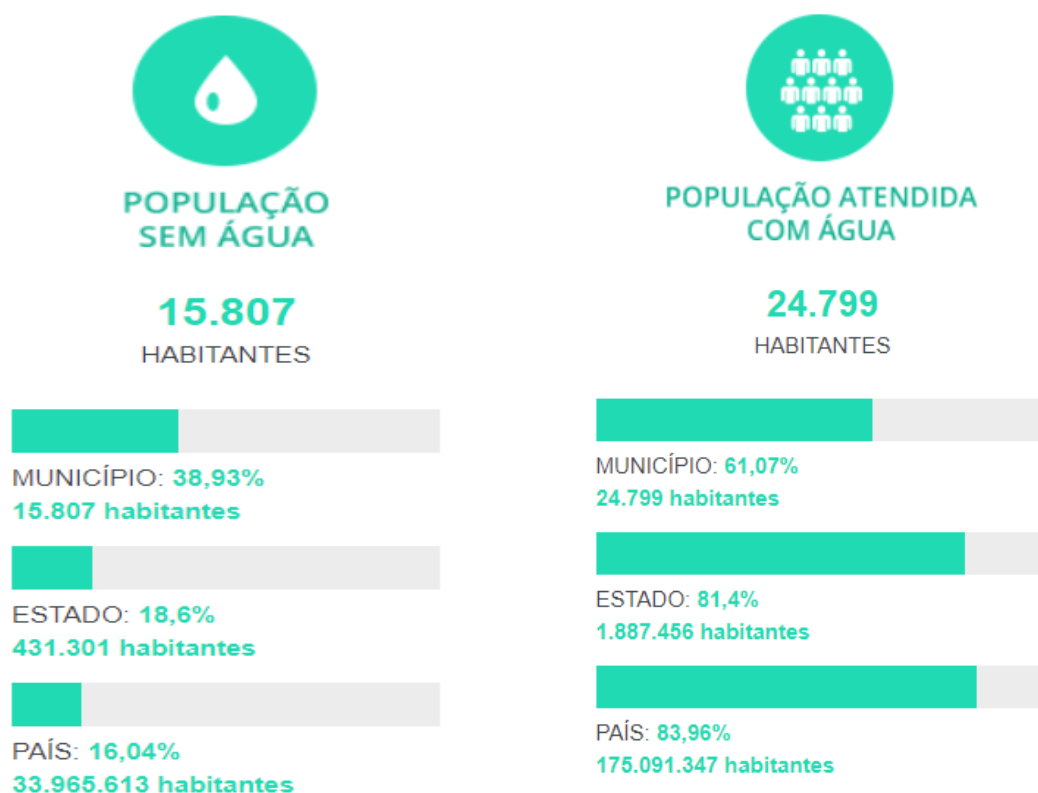 POPULAÇÃO
SEM ÁGUA
15.807
HABITANTES
MUNICÍPIO: 38,93%
15.807 habitantes
ESTADO: 18,6%
431.301 habitantes
PAÍS: 16,04%
33.965.613 habitantes
POPULAÇÃO ATENDIDA
COM ÁGUA
24.799
HABITANTES
MUNICÍPIO: 61,07%
24.799 habitantes
ESTADO: 81,4%
1.887.456 habitantes
PAÍS: 83,96%
175.091.347 habitantes